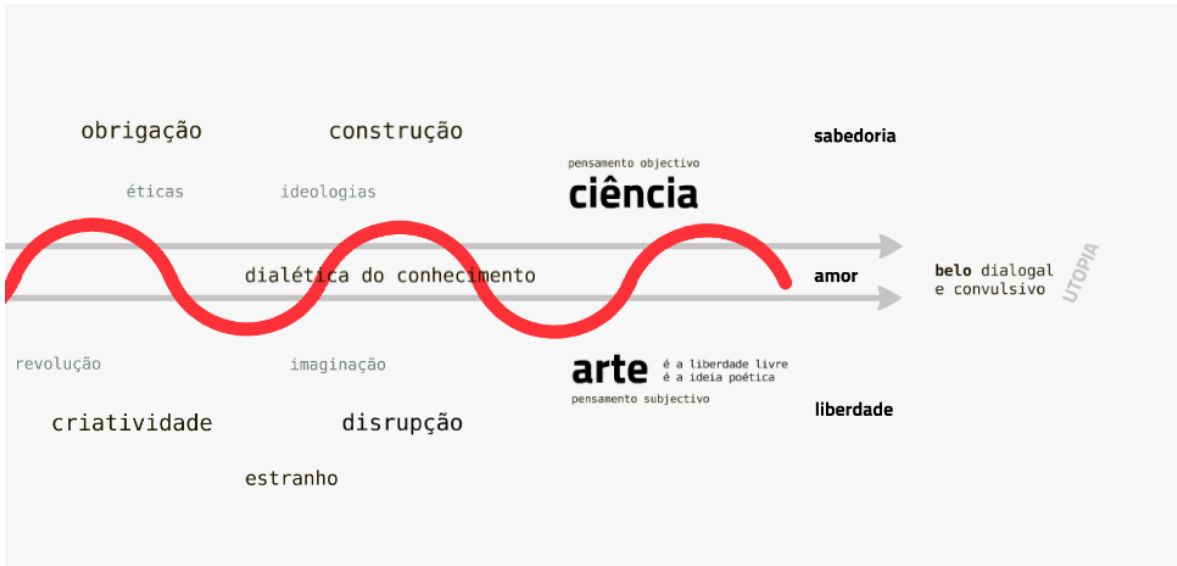 obrigação
construção
sabedoria
pensamento objectivo
ciência
éticas
ideologias
dialética do conhecimento
amor
belo dialogal
e convulsivo
UTOPIA
revolução
imaginação
arte
é a liberdade livre
é a ideia poética
pensamento subjectivo
liberdade
criatividade
disrupção
estranho